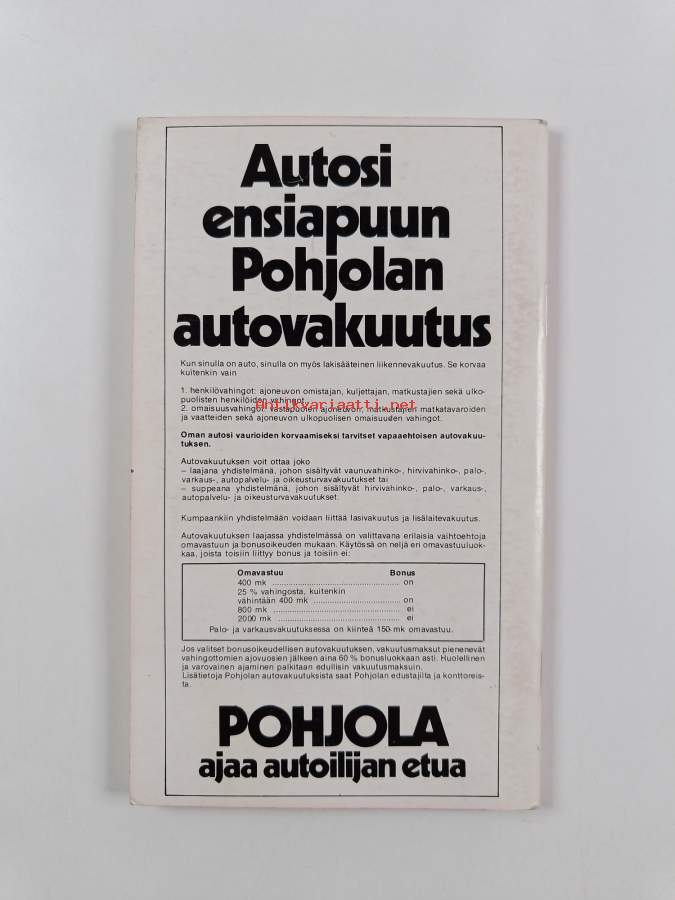 Autosi
ensiapuun
Pohjolan
autovakuutus
Kun sinulla on auto, sinulla on myös lakisääteinen liikennevakuutus. Se korvaa
kuitenkin vain
1. henkilövahingot: ajoneuvon omistajan, kuljettajan, matkustajien sekä ulko-
puolisten henkilöiden vahingot
antikvariaatti.net
2. omaisuusvahingot: vastapuolen ajoneuvon, matkustajien matkatavaroiden
ja vaatteiden sekä ajoneuvon ulkopuolisen omaisuuden vahingot.
Oman autosi vaurioiden korvaamiseksi tarvitset vapaaehtoisen autovakuu-
tuksen.
Autovakuutuksen voit ottaa joko
– laajana yhdistelmänä, johon sisältyvät vaunuvahinko-, hirvivahinko-, palo-,
varkaus-, autopalvelu- ja oikeusturvavakuutukset tai
– suppeana yhdistelmänä, johon sisältyvät hirvivahinko-, palo-, varkaus-,
autopalvelu- ja oikeusturvavakuutukset.
Kumpaankiin yhdistelmään voidaan liittää lasivakuutus ja lisälaitevakuutus.
Autovakuutuksen laajassa yhdistelmässä on valittavana erilaisia vaihtoehtoja
omavastuun ja bonusoikeuden mukaan. Käytössä on neljä eri omavastuuluok-
kaa, joista toisiin liittyy bonus ja toisiin ei:
Omavastuu Bonus
400 mk ........ on
25 % vahingosta, kuitenkin
vähintään 400 mk ........ on
800 mk ........ ei
2000 mk ........ ei
Palo- ja varkausvakuutuksessa on kiinteä 150-mk omavastuu.
Jos valitset bonusoikeudellisen autovakuutuksen, vakuutusmaksut pienenevät
vahingottomien ajovuosien jälkeen aina 60 % bonusluokkaan asti. Huolellinen
ja varovainen ajaminen palkitaan edullisin vakuutusmaksuin.
Lisätietoja Pohjolan autovakuutuksista saat Pohjolan edustajilta ja konttoreis-
ta.
POHJOLA
ajaa autoilijan etua